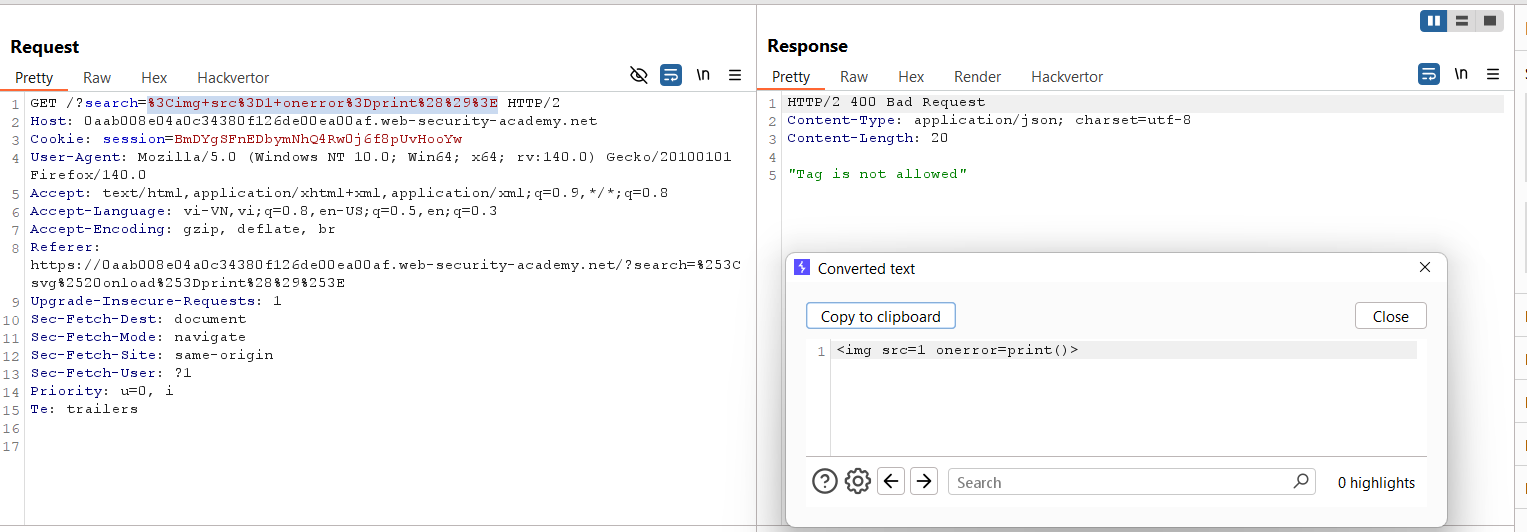 Request
Pretty Raw Hex Hackvertor \n
1 GET /?search=%3Cimg+src%3D1+onerror%3Dprint%28%29%3E HTTP/2
2 Host: 0aab008e04a0c34380f126de00ea00af.web-security-academy.net
3 Cookie: session=BmDYgSFnEDbymNhQ4Rw0j6f8pUvHooYw
4 User-Agent: Mozilla/5.0 (Windows NT 10.0; Win64; x64; rv:140.0) Gecko/20100101
Firefox/140.0
5 Accept: text/html,application/xhtml+xml,application/xml;q=0.9,*/*;q=0.8
6 Accept-Language: vi-VN,vi;q=0.8,en-US;q=0.5,en;q=0.3
7 Accept-Encoding: gzip, deflate, br
8 Referer:
https://0aab008e04a0c34380f126de00ea00af.web-security-academy.net/?search=%253C
svg%2520onload%253Dprint%28%29%253E
9 Upgrade-Insecure-Requests: 1
10 Sec-Fetch-Dest: document
11 Sec-Fetch-Mode: navigate
12 Sec-Fetch-Site: same-origin
13 Sec-Fetch-User: ?1
14 Priority: u=0, i
15 Te: trailers
16
17
Response
Pretty Raw Hex Render Hackvertor \n
1 HTTP/2 400 Bad Request
2 Content-Type: application/json; charset=utf-8
3 Content-Length: 20
4
5 "Tag is not allowed"
Converted text
Copy to clipboard Close
1 <img src=1 onerror=print()>
Search 0 highlights